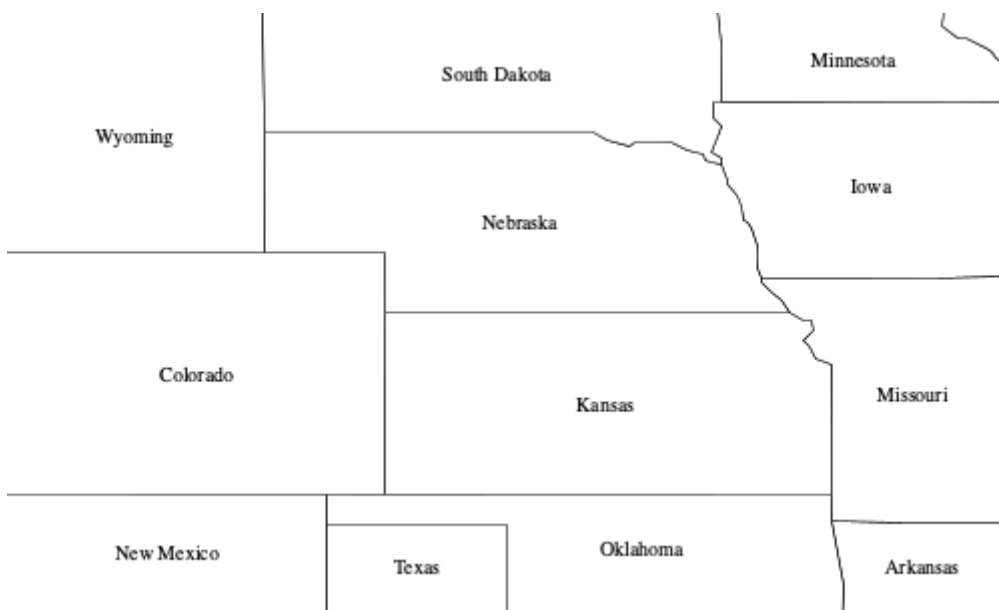 Minnesota
South Dakota
Wyoming
Iowa
Nebraska
Colorado
Kansas
Missouri
New Mexico
Texas
Oklahoma
Arkansas